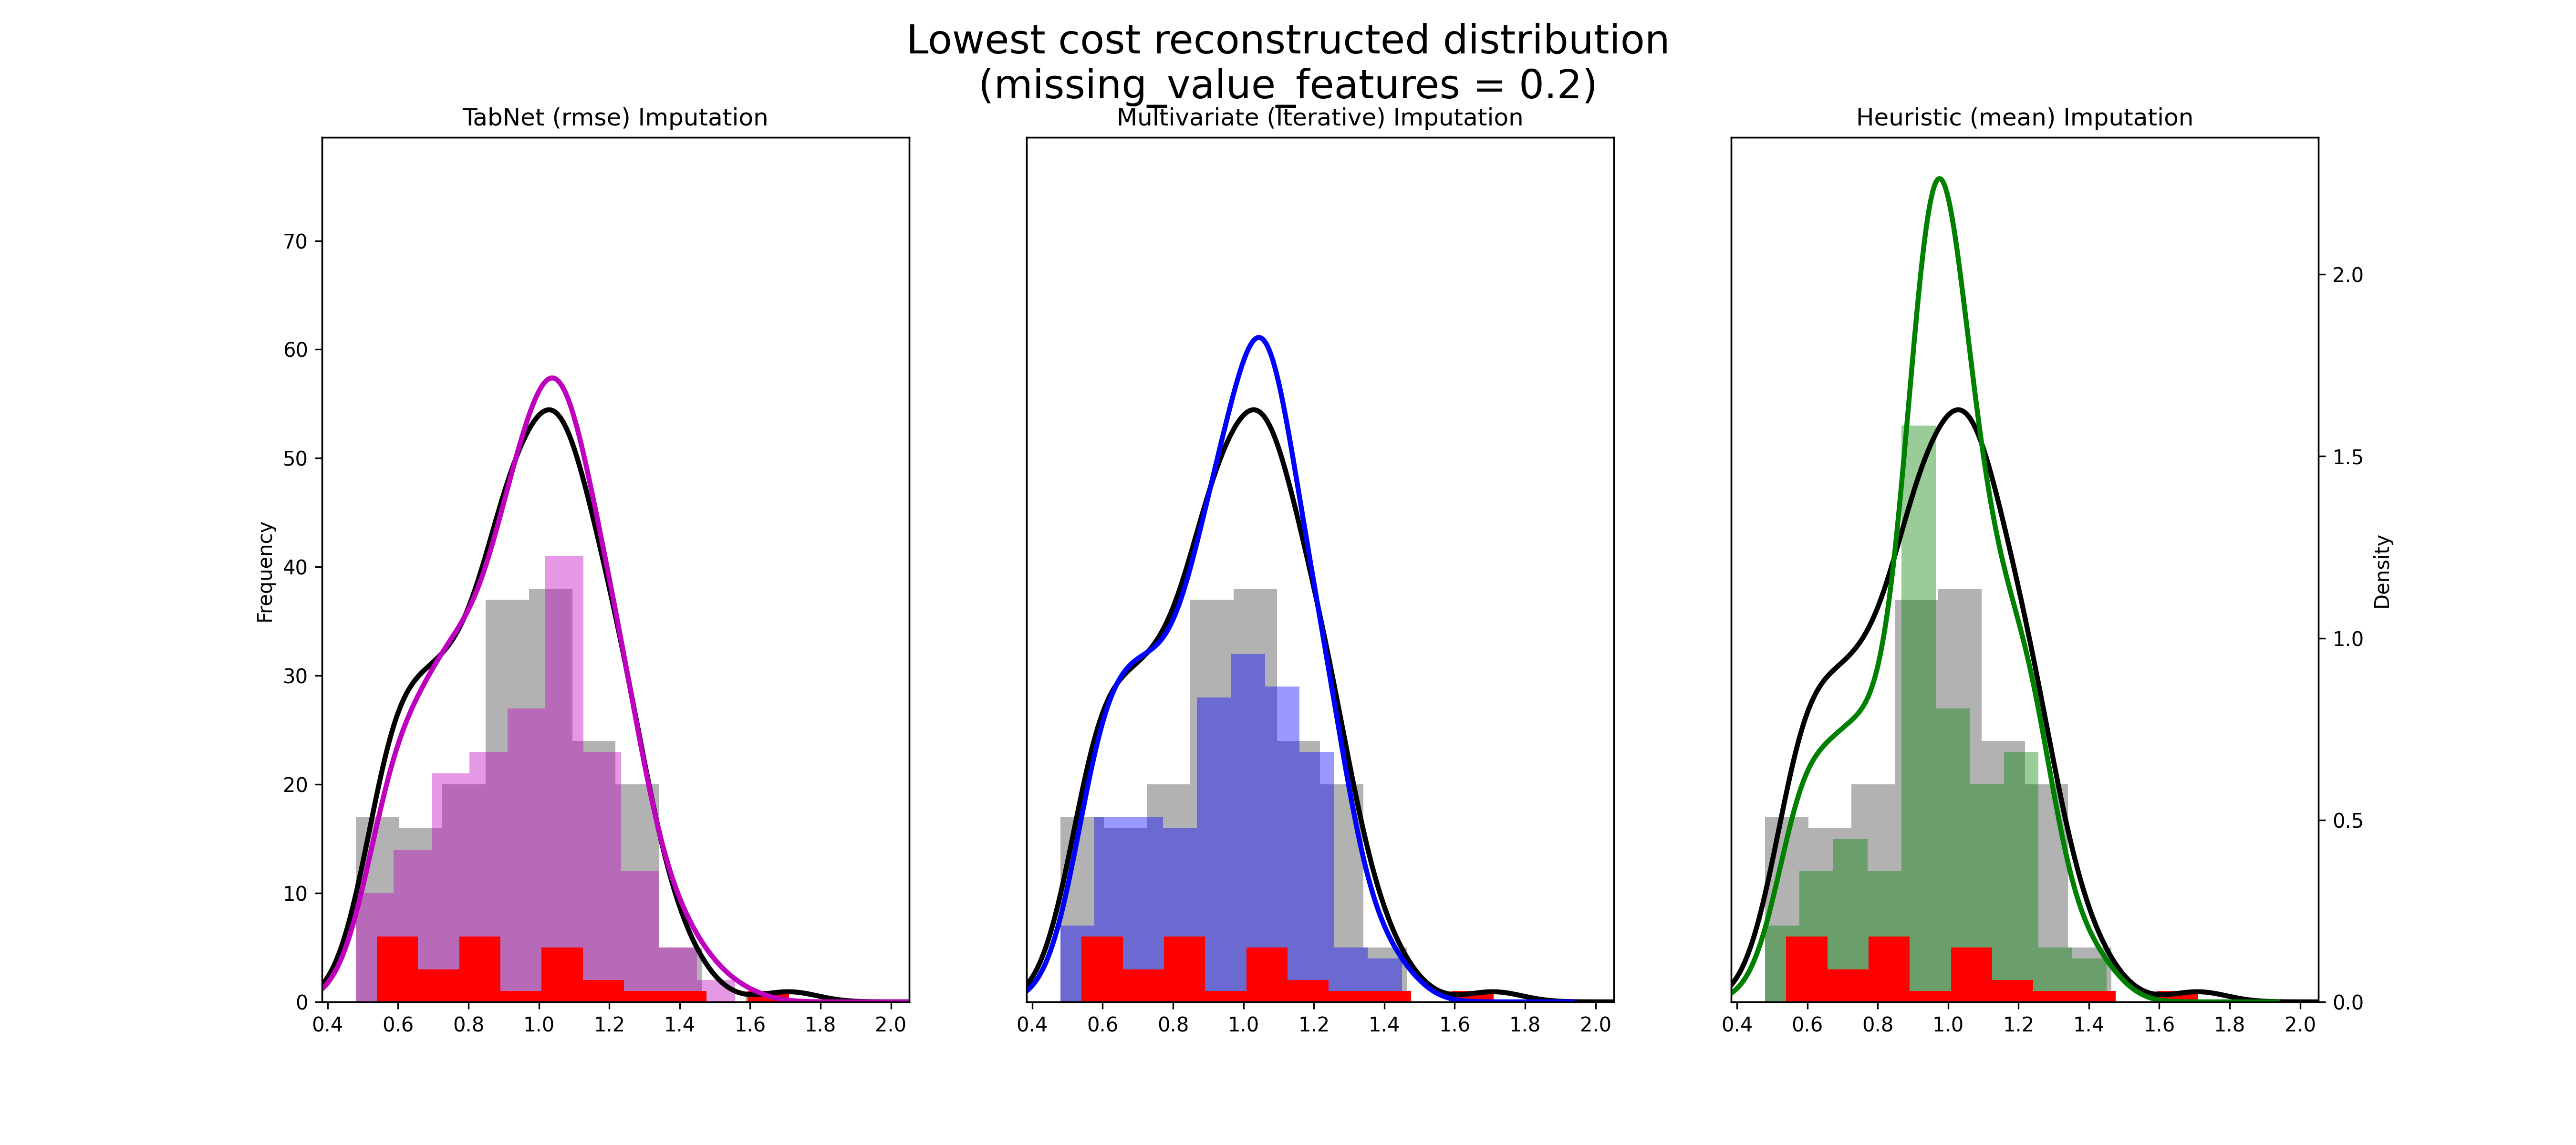 Lowest cost reconstructed distribution
(missing_value_features = 0.2)
TabNet (rmse) Imputation
Multivariate (Iterative) Imputation
Heuristic (mean) Imputation
70
60
50
40
30
20
10
0
Frequency
0.4 0.6 0.8 1.0 1.2 1.4 1.6 1.8 2.0
0.4 0.6 0.8 1.0 1.2 1.4 1.6 1.8 2.0
0.4 0.6 0.8 1.0 1.2 1.4 1.6 1.8 2.0
2.0
1.5
1.0
0.5
0.0
Density